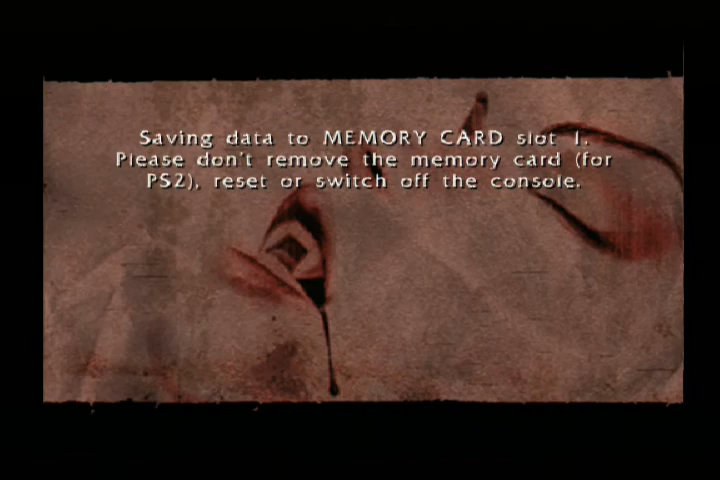 Saving data to MEMORY CARD slot 1.
Please don't remove the memory card (for
PS2), reset or switch off the console.